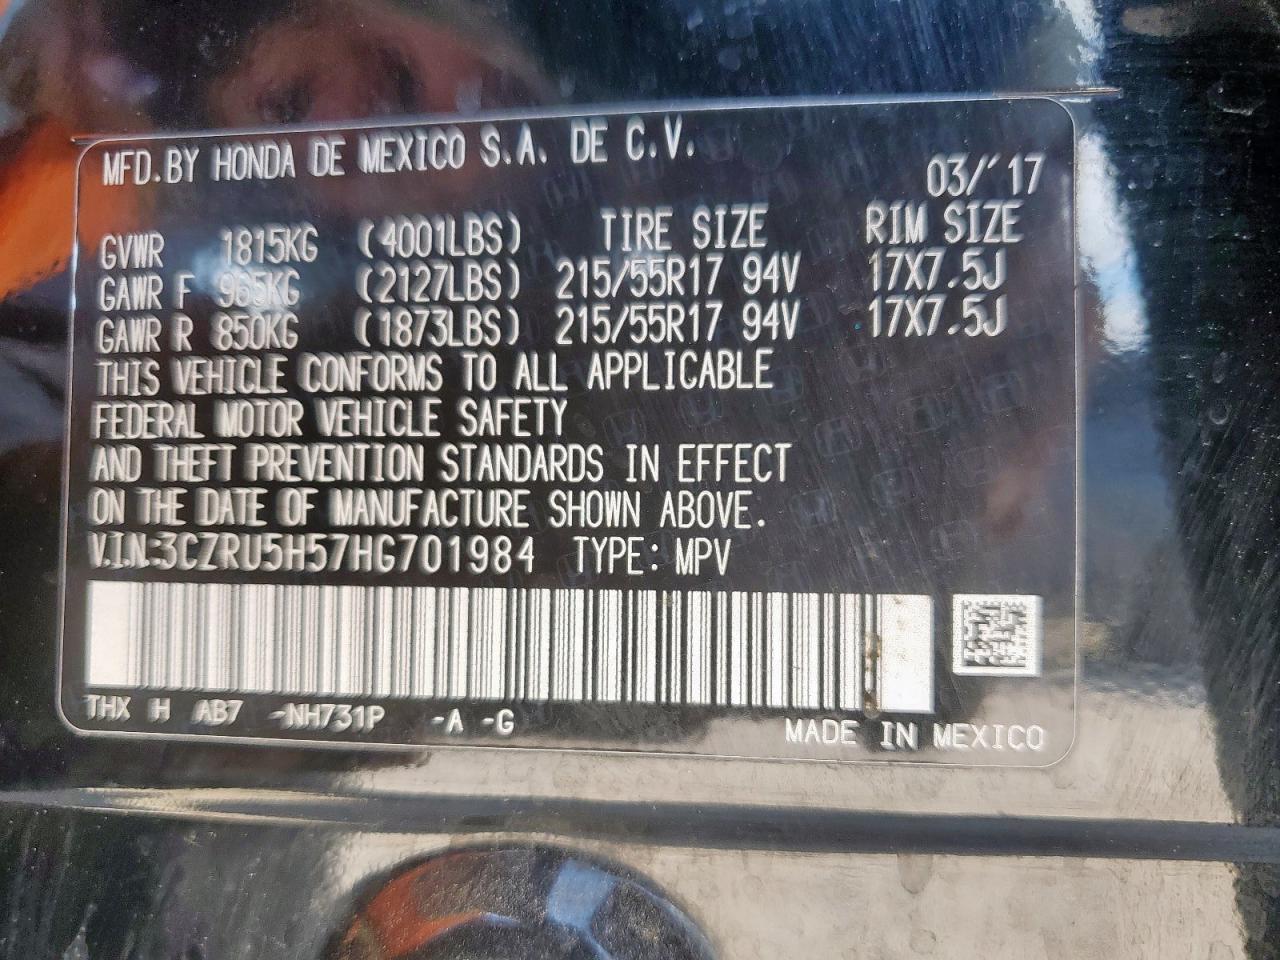 MFD.BY HONDA DE MEXICO S.A. DE C.V.
03/'17
GVWR 1815KG (4001LBS) TIRE SIZE RIM SIZE
GAWR F 965KG (2127LBS) 215/55R17 94V 17X7.5J
GAWR R 850KG (1873LBS) 215/55R17 94V 17X7.5J
THIS VEHICLE CONFORMS TO ALL APPLICABLE
FEDERAL MOTOR VEHICLE SAFETY
AND THEFT PREVENTION STANDARDS IN EFFECT
ON THE DATE OF MANUFACTURE SHOWN ABOVE.
V.I.N:3CZRU5H57HG701984 TYPE: MPV
THX H AB7 -NH731P -A -G
MADE IN MEXICO